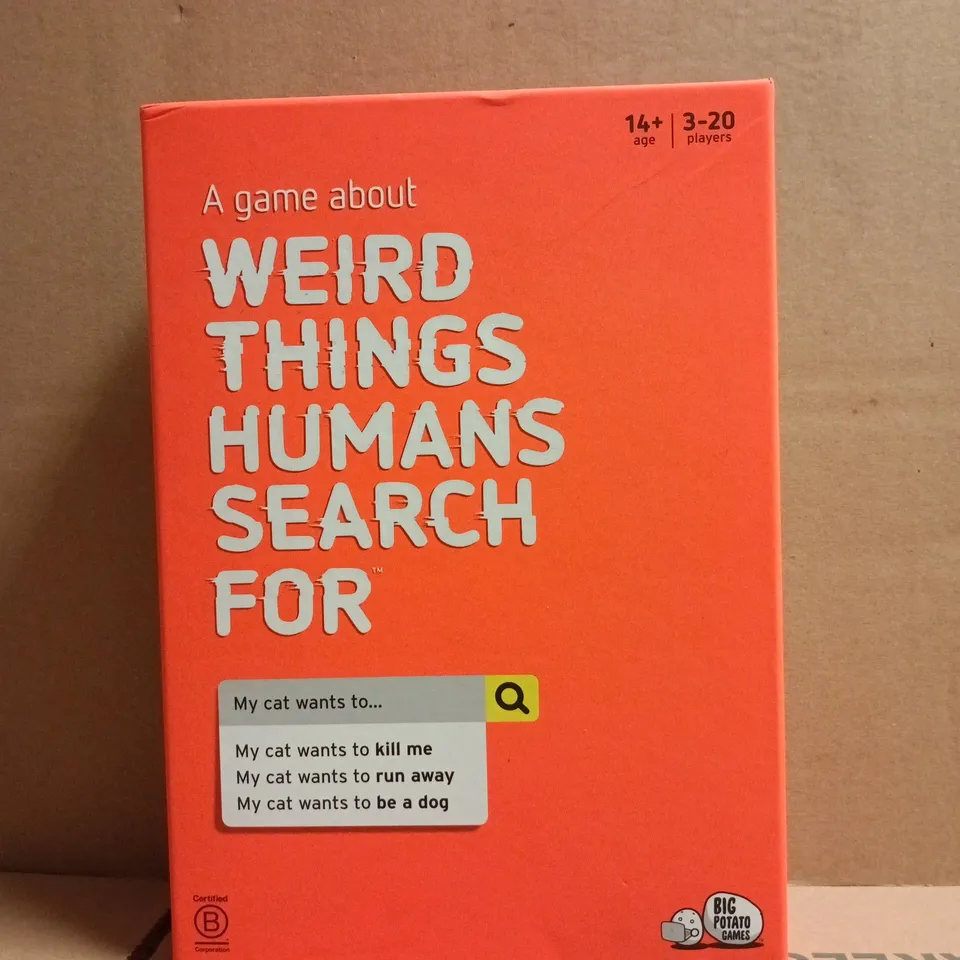 14+ | 3-20
age players
A game about
WEIRD
THINGS
HUMANS
SEARCH
FOR™
My cat wants to...
My cat wants to kill me
My cat wants to run away
My cat wants to be a dog
Certified
B
Corporation
BIG
POTATO
GAMES